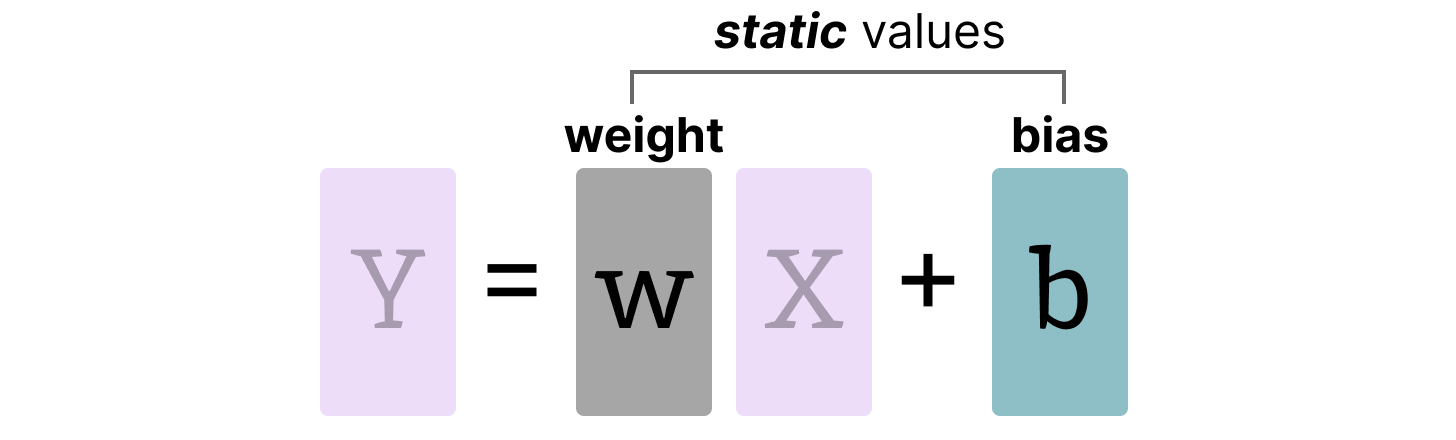 static values
weight bias
Y = w X + b